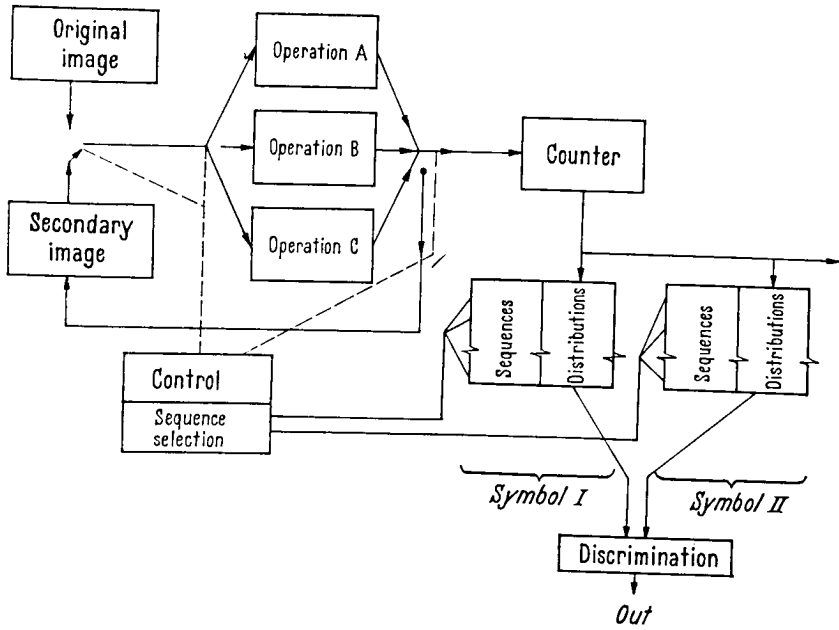 Original
image
Operation A
Operation B
Operation C
Counter
Secondary
image
Sequences
Distributions
Sequences
Distributions
Control
Sequence
selection
Symbol I
Symbol II
Discrimination
Out